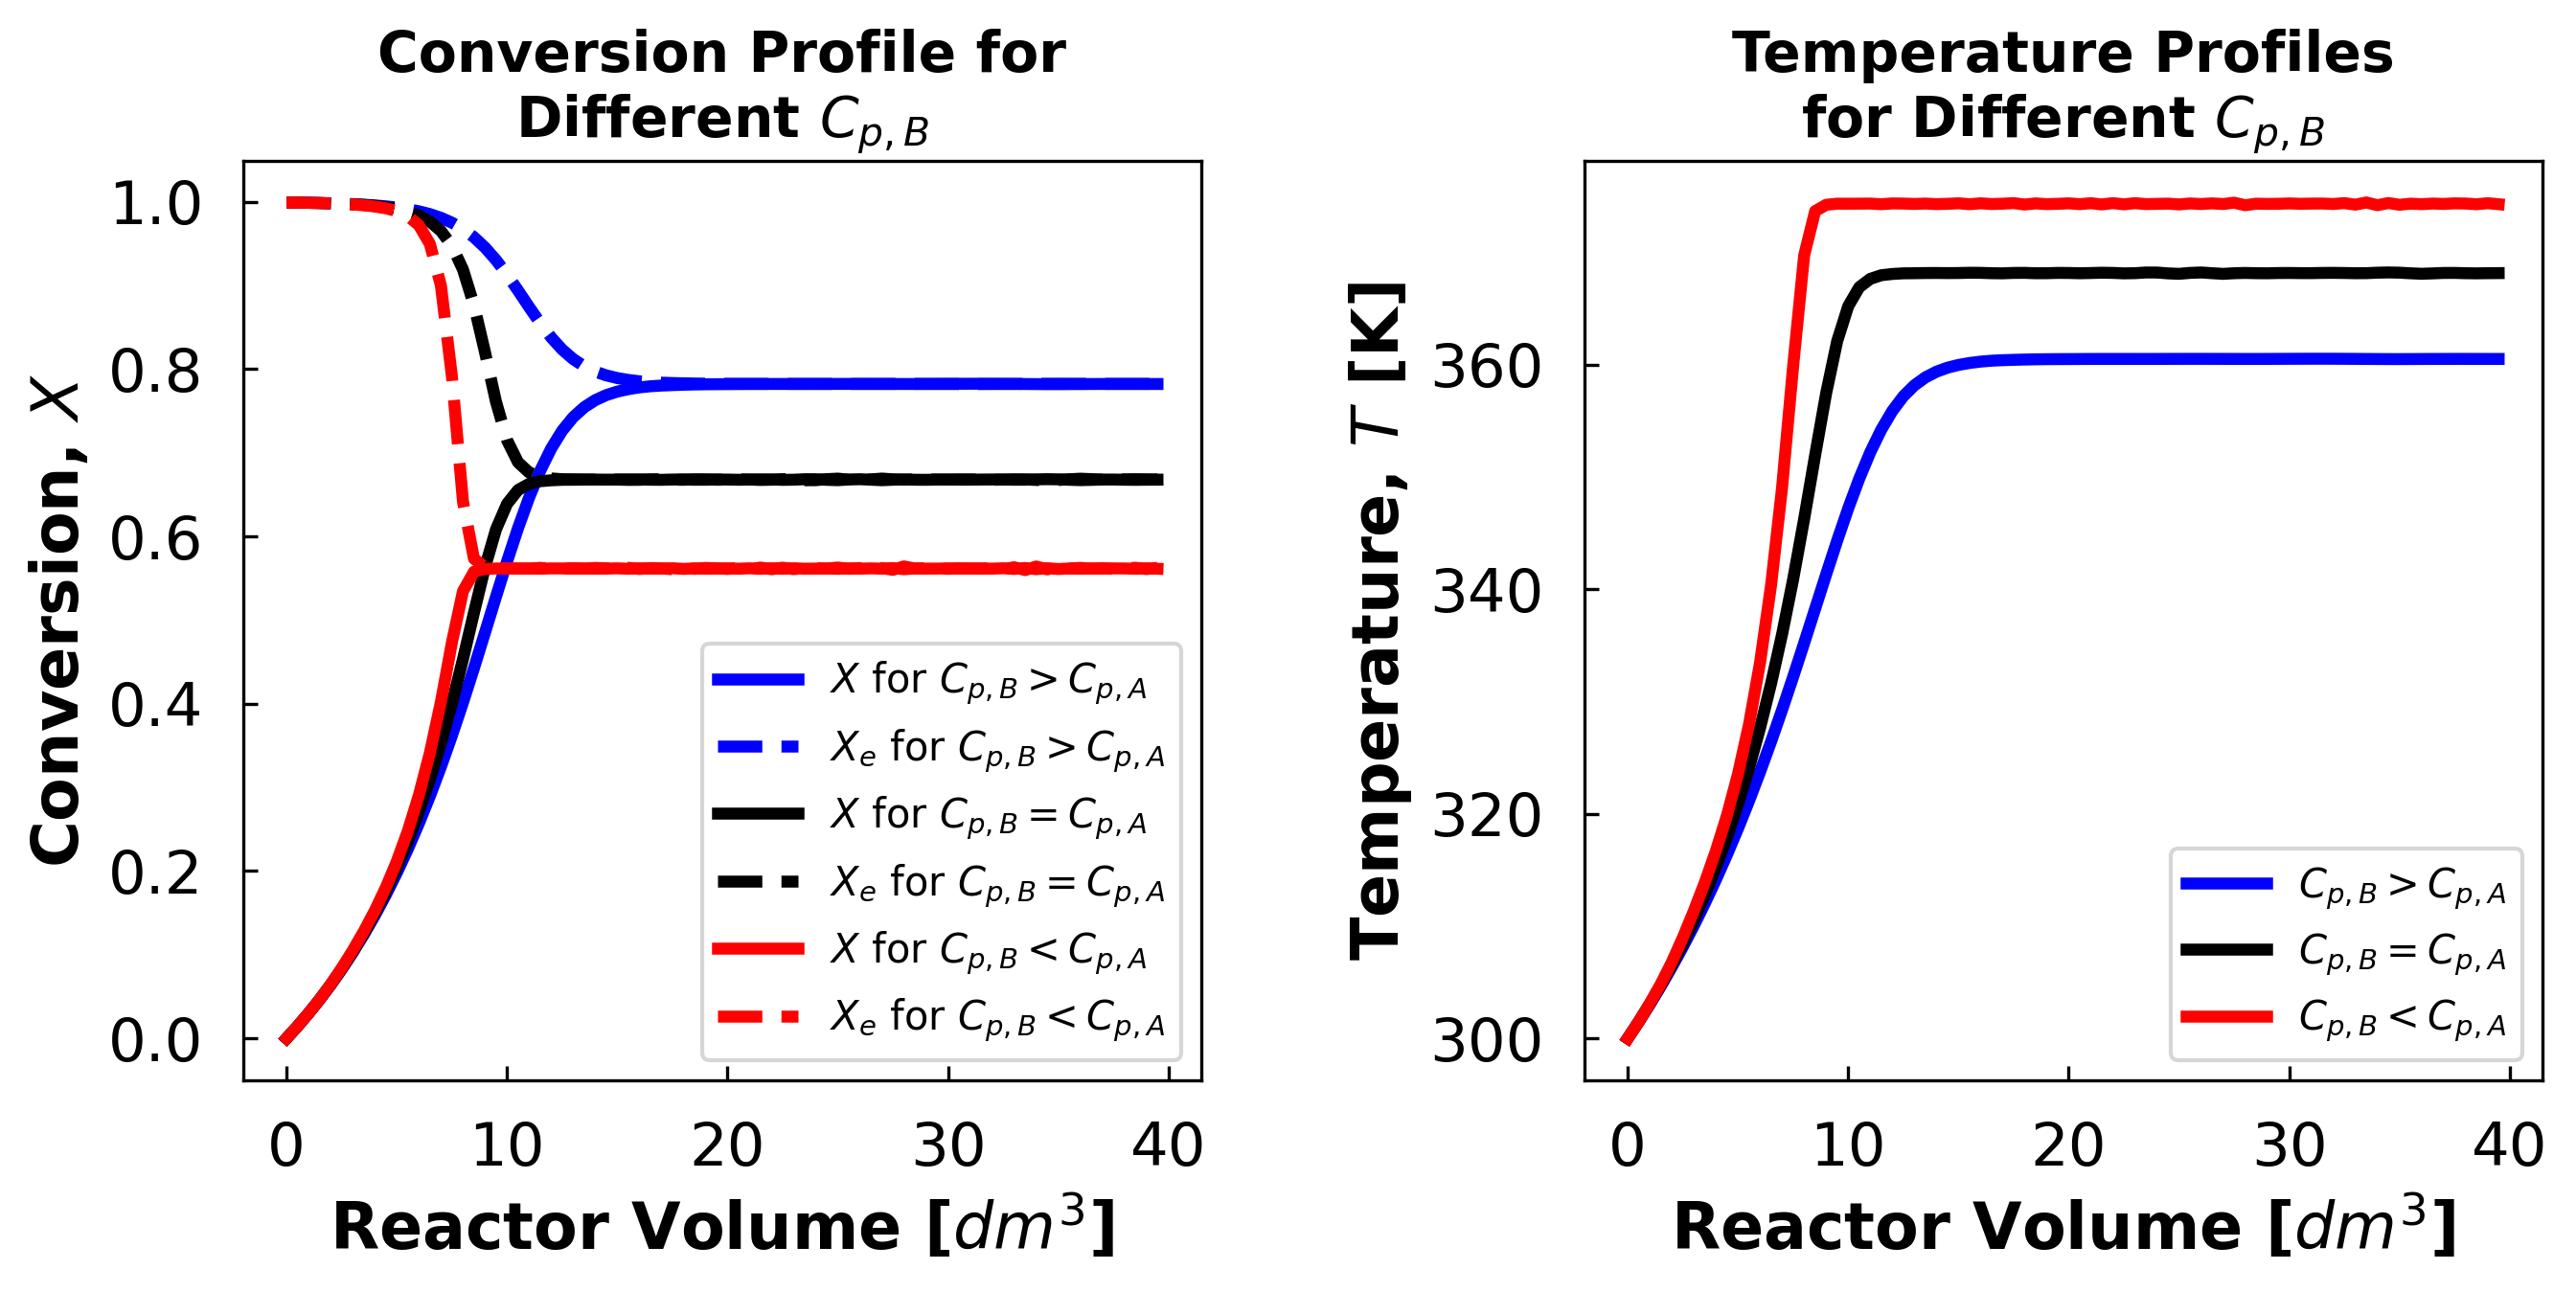 Conversion Profile for
Different $C_{p,B}$
Conversion, $X$
1.0
0.8
0.6
0.4
0.2
0.0
$X$ for $C_{p,B} > C_{p,A}$
$X_e$ for $C_{p,B} > C_{p,A}$
$X$ for $C_{p,B} = C_{p,A}$
$X_e$ for $C_{p,B} = C_{p,A}$
$X$ for $C_{p,B} < C_{p,A}$
$X_e$ for $C_{p,B} < C_{p,A}$
0 10 20 30 40
Reactor Volume [$dm^3$]
Temperature Profiles
for Different $C_{p,B}$
Temperature, $T$ [K]
360
340
320
300
$C_{p,B} > C_{p,A}$
$C_{p,B} = C_{p,A}$
$C_{p,B} < C_{p,A}$
0 10 20 30 40
Reactor Volume [$dm^3$]